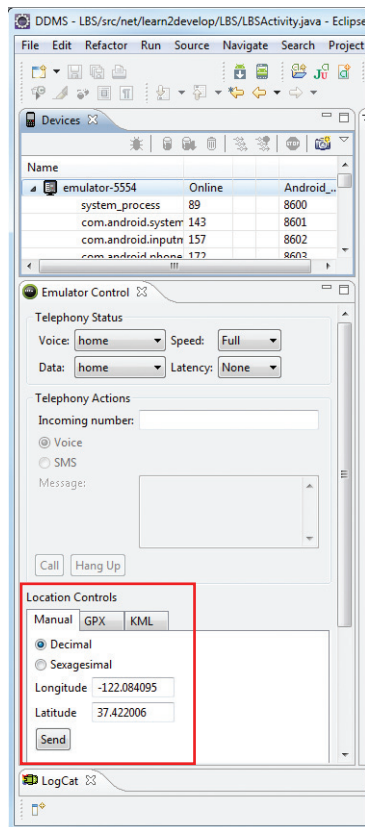 DDMS - LBS/src/net/learn2develop/LBS/LBSActivity.java - Eclipse
File Edit Refactor Run Source Navigate Search Project
Devices
Name
emulator-5554 Online Android_...
system_process 89 8600
com.android.system 143 8601
com.android.inputn 157 8602
com.android.phone 172 8603
Emulator Control
Telephony Status
Voice: home Speed: Full
Data: home Latency: None
Telephony Actions
Incoming number:
Voice
SMS
Message:
Call Hang Up
Location Controls
Manual GPX KML
Decimal
Sexagesimal
Longitude -122.084095
Latitude 37.422006
Send
LogCat